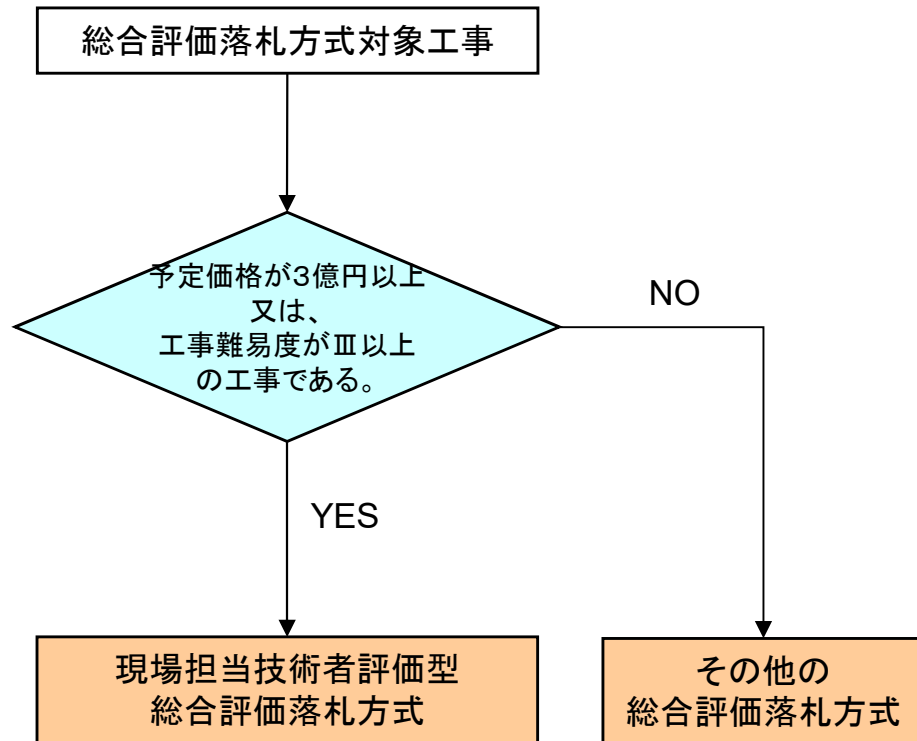 総合評価落札方式対象工事
予定価格が3億円以上
又は、
工事難易度がⅢ以上
の工事である。
NO
YES
現場担当技術者評価型
総合評価落札方式
その他の
総合評価落札方式